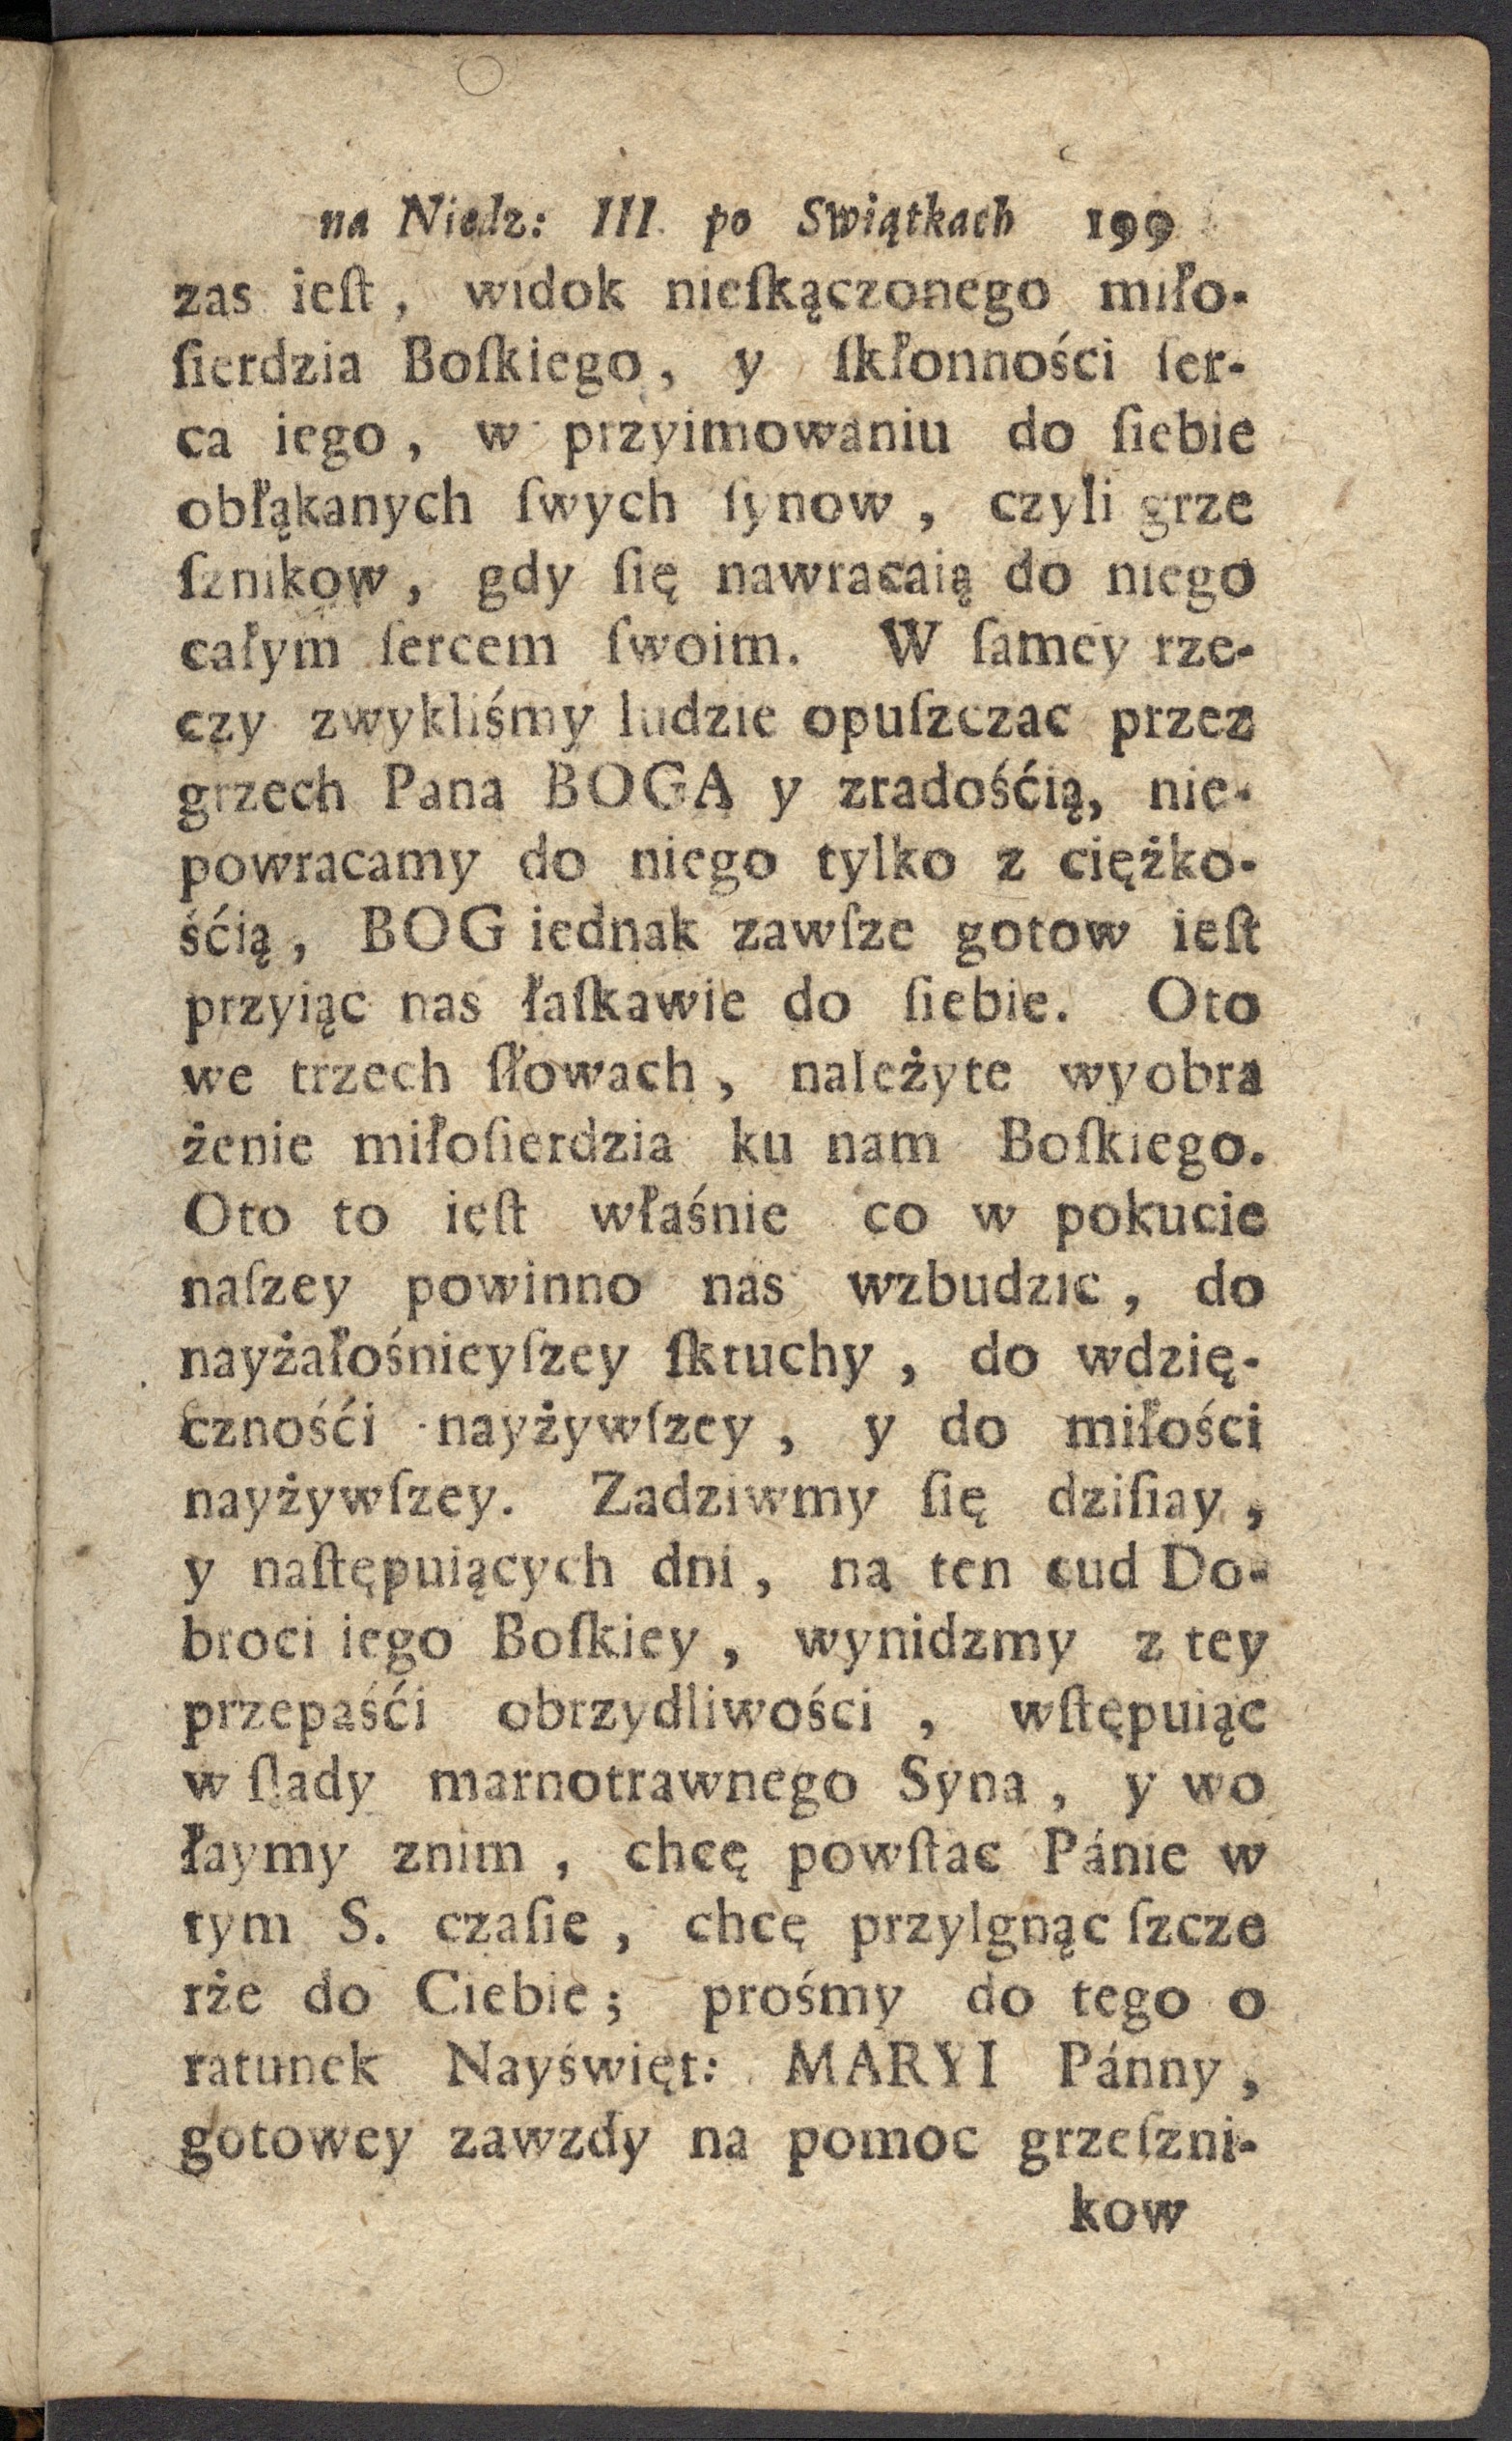 na Niedz: III. po Swiątkach 199
zas ieſt, widok nieſkączonego miło-
ſierdzia Boſkiego, y ſkłonności ſer-
ca iego, w przyimowaniu do ſiebie
obłąkanych ſwych ſynow, czyli grze
ſznikow, gdy ſię nawracaią do niego
całym ſercem ſwoim. W ſamey rze-
czy zwykliśmy ludzie opuſzczac przez
grzech Pana BOGA y zradośćią, nie-
powracamy do niego tylko z ciężko-
śćią, BOG iednak zawſze gotow ieſt
przyiąc nas łaſkawie do ſiebie. Oto
we trzech ſłowach, należyte wyobra
żenie miłoſierdzia ku nam Boſkiego.
Oto to ieſt właśnie co w pokucie
naſzey powinno nas wzbudzic, do
nayżałośnieyſzey ſktuchy, do wdzię-
cznośći nayżywſzey, y do miłości
nayżywſzey. Zadziwmy ſię dziſiay,
y naſtępuiących dni, na ten cud Do-
broci iego Boſkiey, wynidzmy z tey
przepaśći obrzydliwości, wſtępuiąc
w ſlady marnotrawnego Syna, y wo
łaymy znim, chcę powſtac Pánie w
tym S. czaſie, chcę przylgnąc ſzcze
rże do Ciebie; prośmy do tego o
ratunek Nayświęt: MARYI Pánny,
gotowey zawzdy na pomoc grzeſzni-
kow